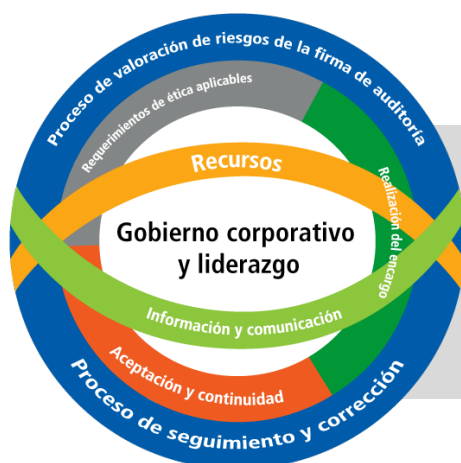 Proceso de valoración de riesgos de la firma de auditoría
Requerimientos de ética aplicables
Recursos
Realización del encargo
Gobierno corporativo
y liderazgo
Información y comunicación
Aceptación y continuidad
Proceso de seguimiento y corrección